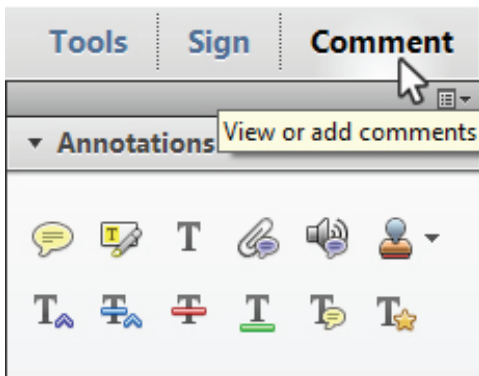 Tools Sign Comment
View or add comments
Annotations
T T
T T T T T T